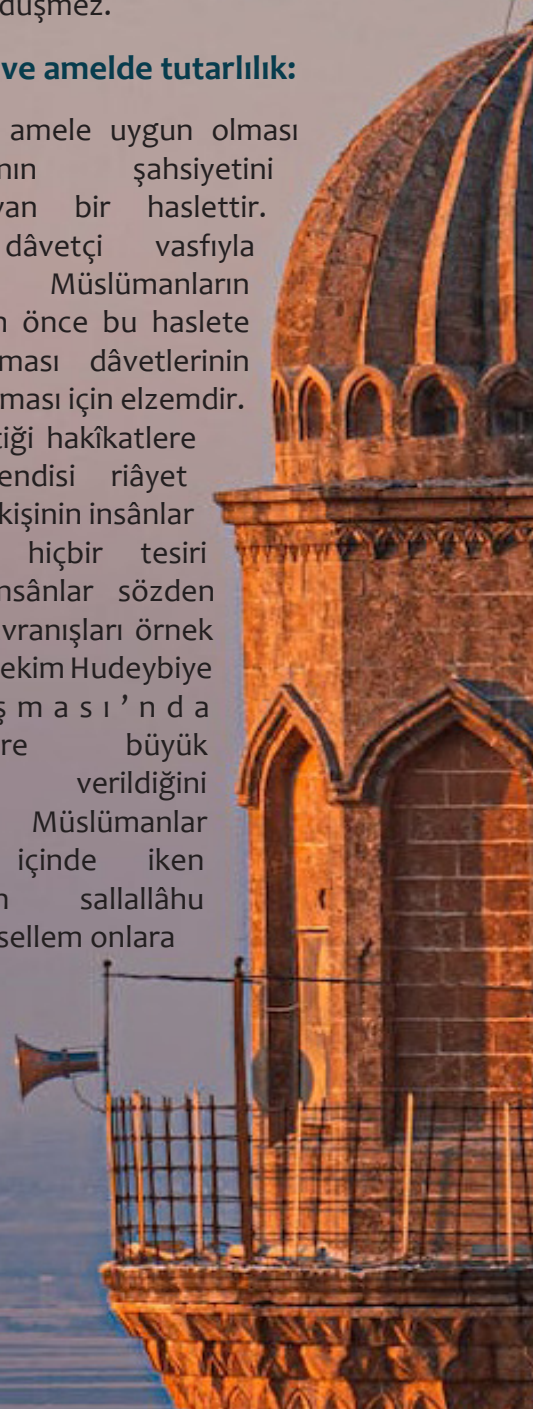 düşmez.
ve amelde tutarlılık:
amele uygun olması
nın şahsiyetini
yan bir haslettir.
dâvetçi vasfıyla
Müslümanların
n önce bu haslete
ması dâvetlerinin
ması için elzemdir.
tiği hakîkatlere
endisi riâyet
kişinin insânlar
hiçbir tesiri
nsânlar sözden
vranışları örnek
ekim Hudeybiye
şması’nda
re büyük
verildiğini
Müslümanlar
içinde iken
n sallallâhu
sellem onlara